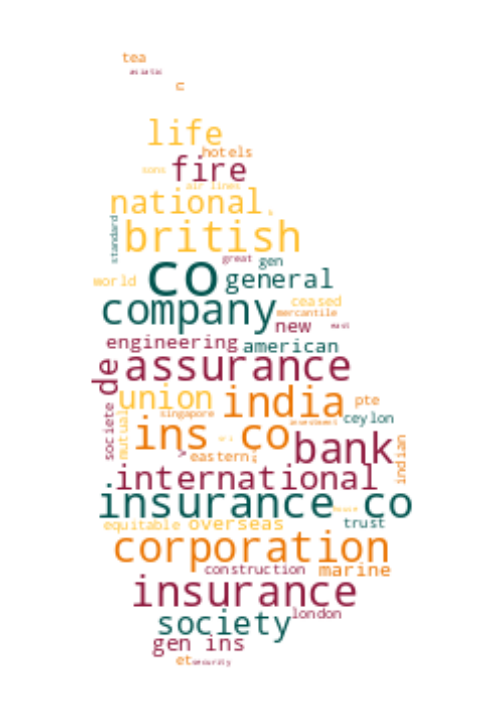 tea
asiatic
life
hotels
fire
sons
air lines
national
standard
british
great
gen
co
general
world
company
ceased
mercantile
new
east
engineering
american
assurance
de
union
india
pte
singapore
ceylon
investment
societe
mutual
ins co
bank
indian
eastern
international
insurance co
equitable
overseas
trust
corporation
construction
marine
insurance
london
society
gen ins
et
security